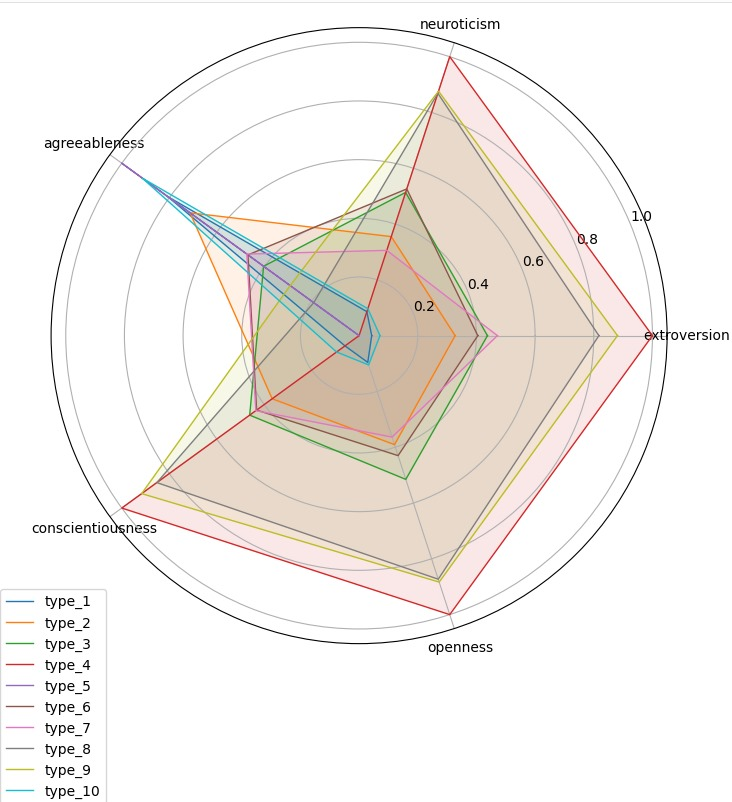 neuroticism
agreeableness
1.0
0.8
0.6
0.4
0.2
extroversion
conscientiousness
openness
type_1
type_2
type_3
type_4
type_5
type_6
type_7
type_8
type_9
type_10